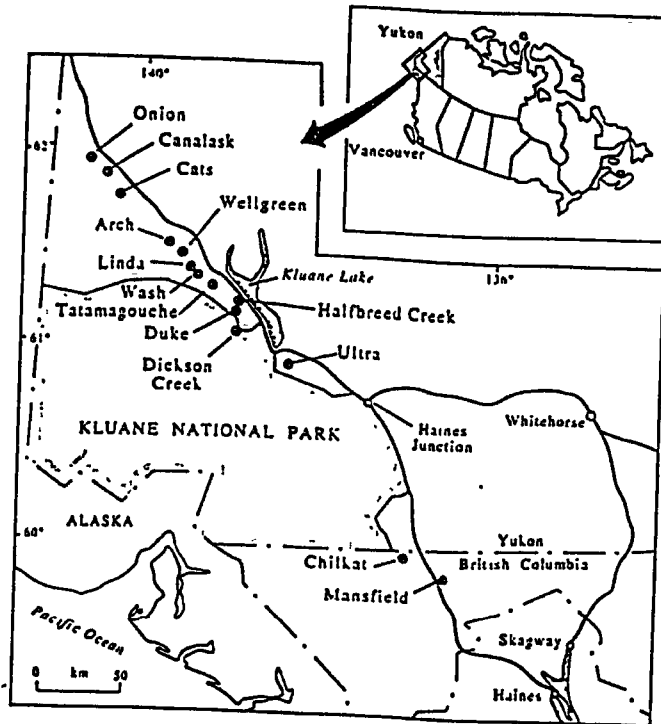 Yukon
Vancouver
140°
62°
Onion
Canalask
Cats
Wellgreen
Arch
Linda
Wash
Tatamagouche
Duke
Dickson
Creek
Kluane Lake
Halfbreed Creek
Ultra
61°
KLUANE NATIONAL PARK
Haines
Junction
Whitehorse
ALASKA
60°
Yukon
British Columbia
Chilkat
Mansfield
Pacific Ocean
Skagway
Haines
0 km 50